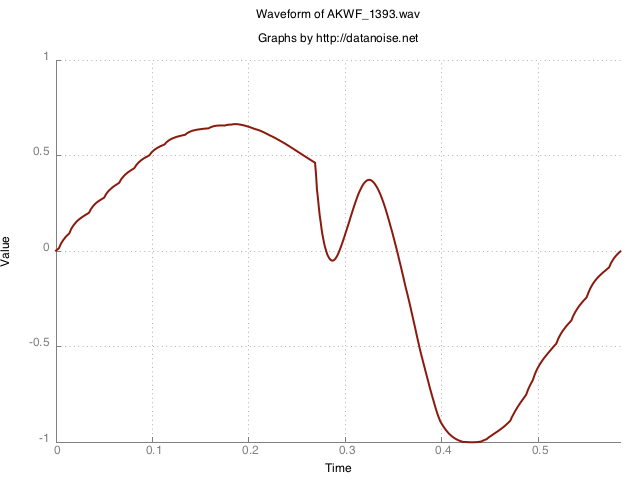 Waveform of AKWF_1393.wav
Graphs by http://datanoise.net
1
0.5
0
-0.5
-1
Value
0 0.1 0.2 0.3 0.4 0.5
Time